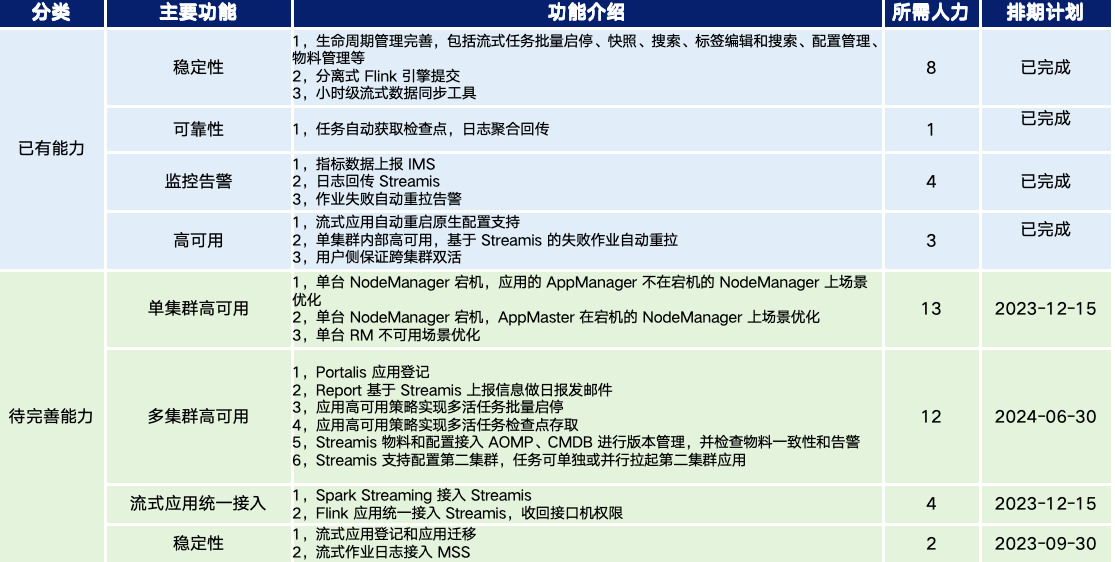 分类 主要功能 功能介绍 所需人力 排期计划
已有能力
稳定性
1，生命周期管理完善，包括流式任务批量启停、快照、搜索、标签编辑和搜索、配置管理、
物料管理等
2，分离式 Flink 引擎提交
3，小时级流式数据同步工具
8
已完成
可靠性
1，任务自动获取检查点，日志聚合回传
1
已完成
监控告警
1，指标数据上报 IMS
2，日志回传 Streamis
3，作业失败自动重拉告警
4
已完成
高可用
1，流式应用自动重启原生配置支持
2，单集群内部高可用，基于 Streamis 的失败作业自动重拉
3，用户侧保证跨集群双活
3
已完成
待完善能力
单集群高可用
1，单台 NodeManager 宕机，应用的 AppManager 不在宕机的 NodeManager 上场景
优化
2，单台 NodeManager 宕机，AppMaster 在宕机的 NodeManager 上场景优化
3，单台 RM 不可用场景优化
13
2023-12-15
多集群高可用
1，Portalis 应用登记
2，Report 基于 Streamis 上报信息做日报发邮件
3，应用高可用策略实现多活任务批量启停
4，应用高可用策略实现多活任务检查点存取
5，Streamis 物料和配置接入 AOMP、CMDB 进行版本管理，并检查物料一致性和告警
6，Streamis 支持配置第二集群，任务可单独或并行拉起第二集群应用
12
2024-06-30
流式应用统一接入
1，Spark Streaming 接入 Streamis
2，Flink 应用统一接入 Streamis，收回接口机权限
4
2023-12-15
稳定性
1，流式应用登记和应用迁移
2，流式作业日志接入 MSS
2
2023-09-30